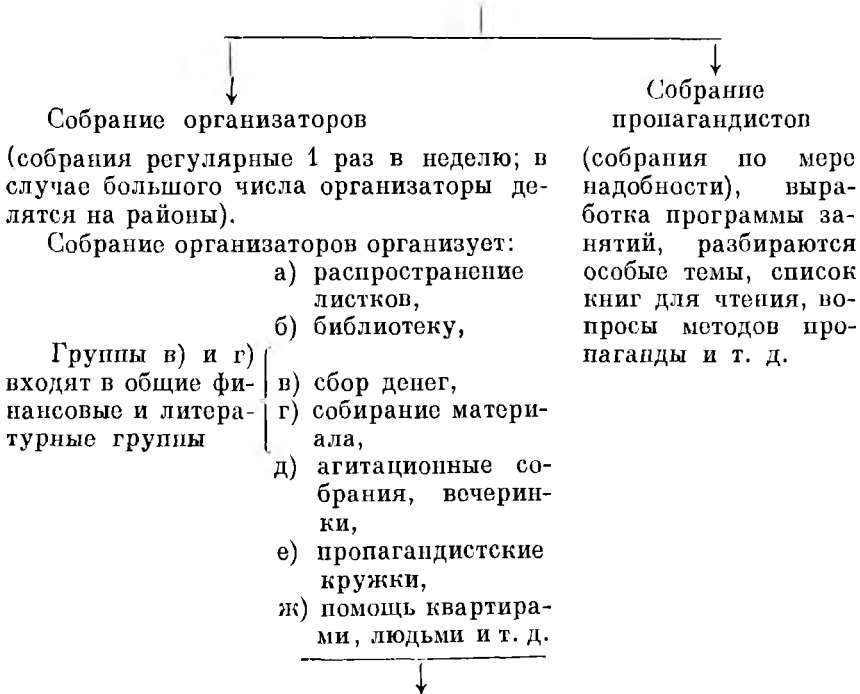 Собрание организаторов
(собрания регулярные 1 раз в неделю; в
случае большого числа организаторы де-
лятся на районы).
Собрание организаторов организует:
а) распространение
листков,
б) библиотеку,
Группы в) и г)
входят в общие фи-
нансовые и литера-
турные группы
в) сбор денег,
г) собирание матери-
ала,
д) агитационные со-
брания, вечерин-
ки,
е) пропагандистские
кружки,
ж) помощь квартира-
ми, людьми и т. д.
Собрание
пропагандистов
(собрания по мере
надобности), выра-
ботка программы за-
нятий, разбираются
особые темы, список
книг для чтения, во-
просы методов про-
паганды и т. д.